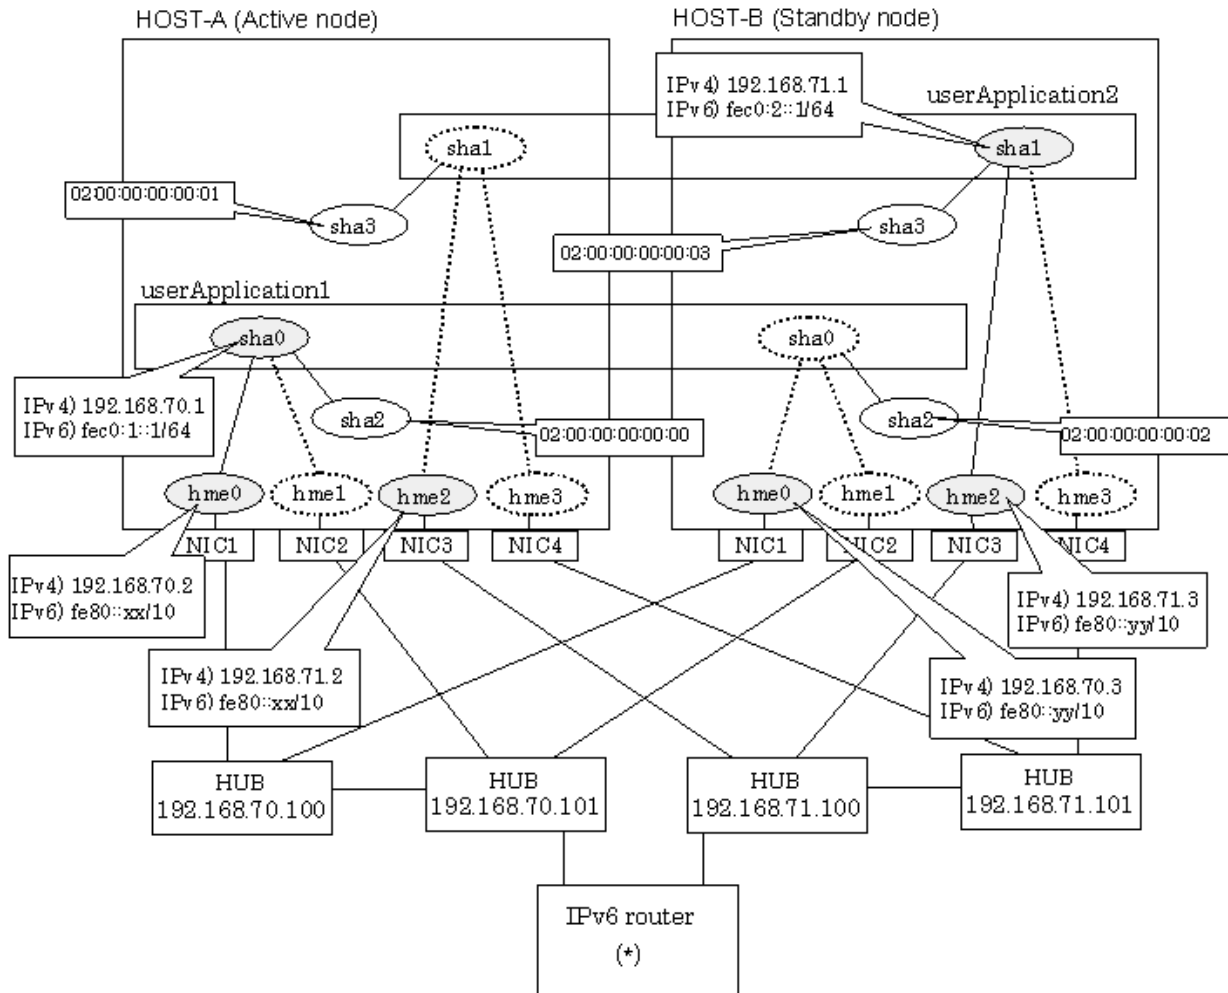 HOST-A (Active node)
HOST-B (Standby node)
IPv4) 192.168.71.1
IPv6) fec0:2::1/64
userApplication2
sha1
sha1
02:00:00:00:00:01
sha3
sha3
02:00:00:00:00:03
userApplication1
sha0
sha0
IPv4) 192.168.70.1
IPv6) fec0:1::1/64
sha2
02:00:00:00:00:00
sha2
02:00:00:00:00:02
hme0
hme1
hme2
hme3
hme0
hme1
hme2
hme3
NIC1
NIC2
NIC3
NIC4
NIC1
NIC2
NIC3
NIC4
IPv4) 192.168.70.2
IPv6) fe80::xx/10
IPv4) 192.168.71.3
IPv6) fe80::yy/10
IPv4) 192.168.71.2
IPv6) fe80::xx/10
IPv4) 192.168.70.3
IPv6) fe80::yy/10
HUB
192.168.70.100
HUB
192.168.70.101
HUB
192.168.71.100
HUB
192.168.71.101
IPv6 router
(*)